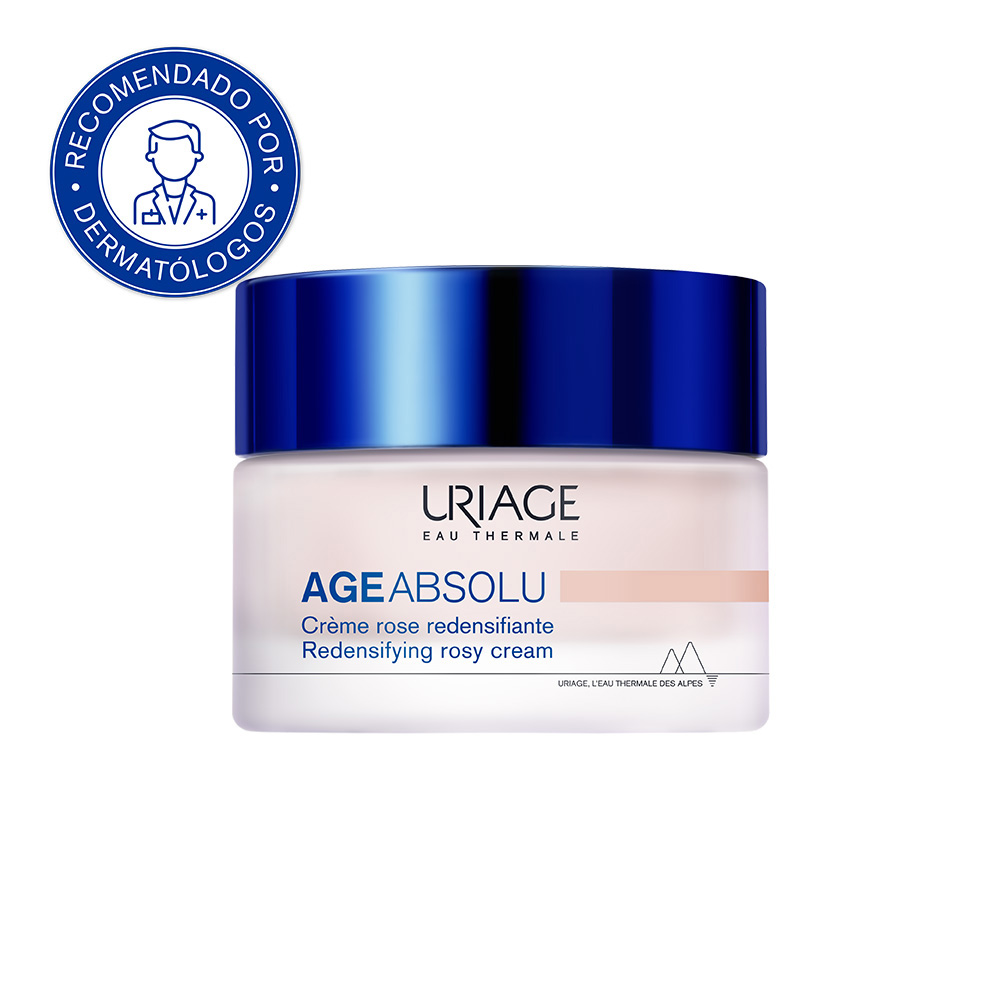 • RECOMENDADO POR •
DERMATÓLOGOS
URIAGE
EAU THERMALE
AGE ABSOLU
Crème rose redensifiante
Redensifying rosy cream
URIAGE, L'EAU THERMALE DES ALPES